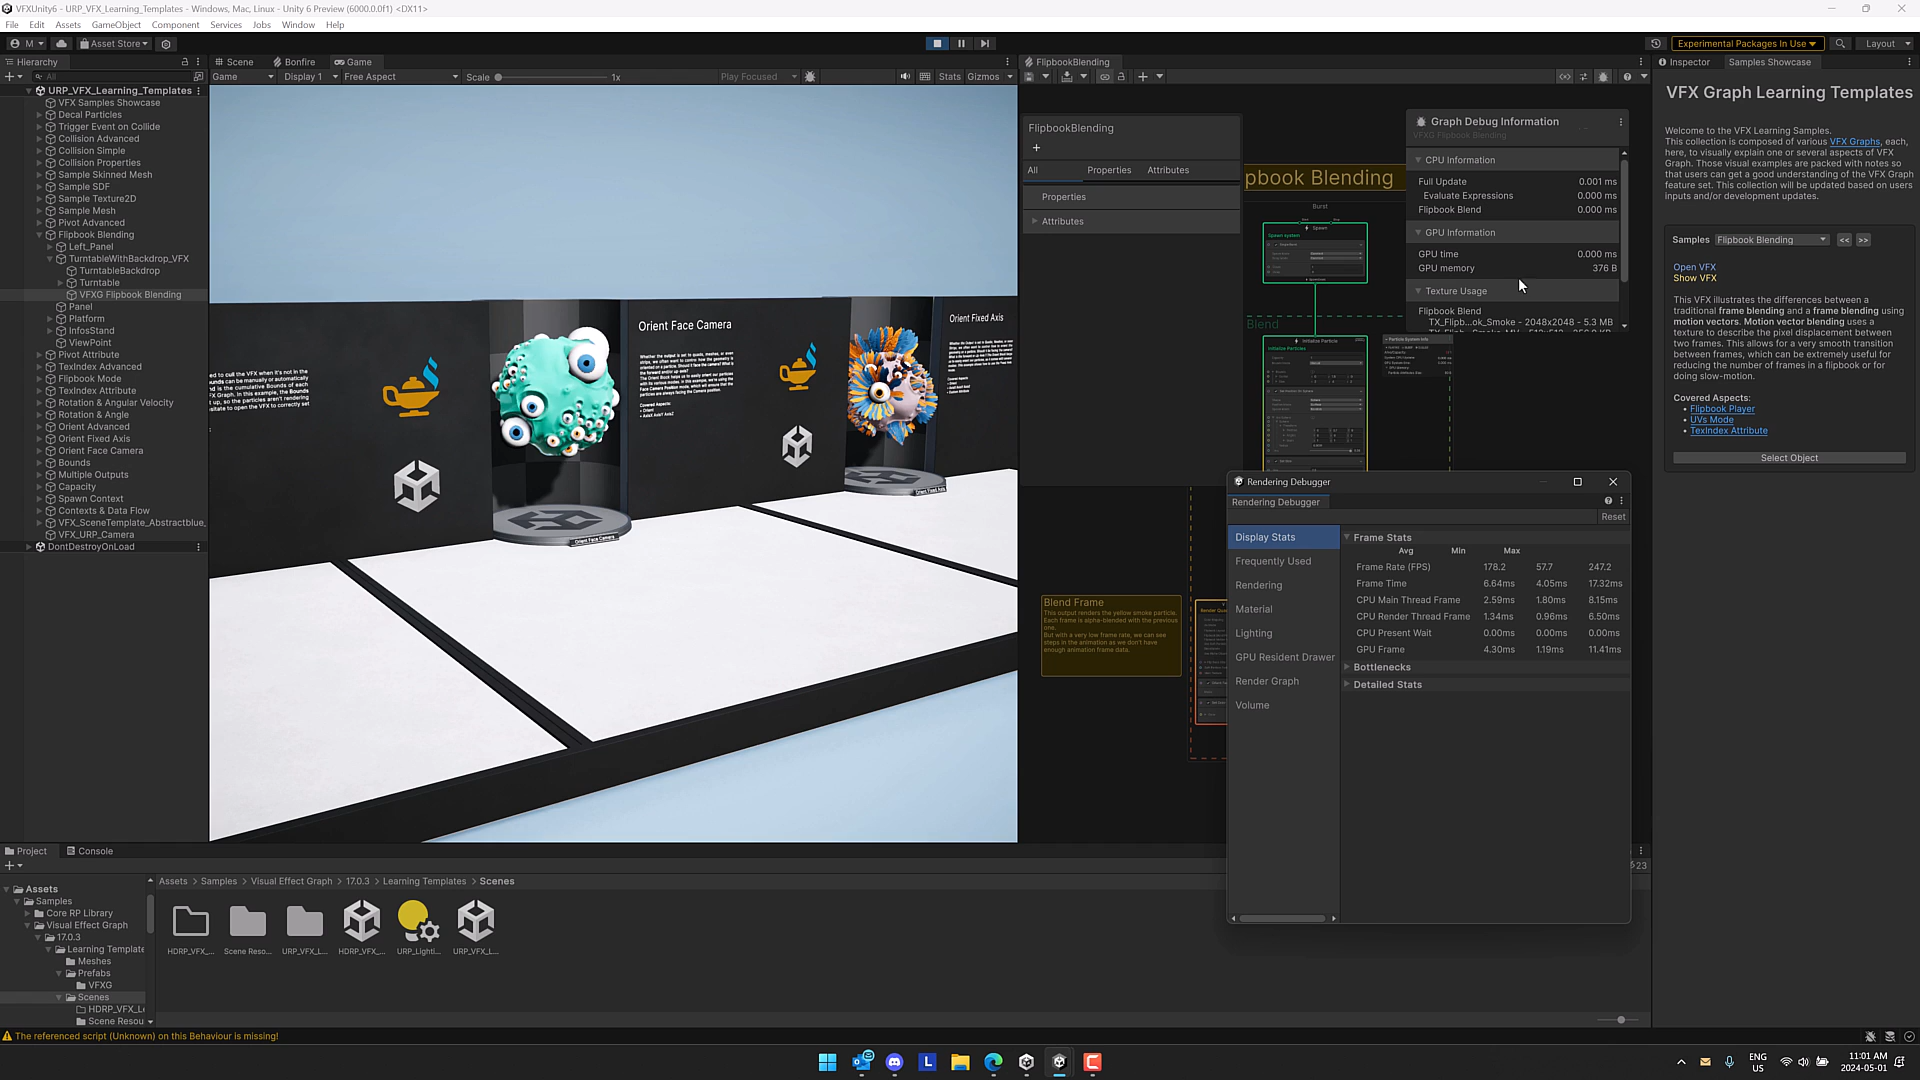 VFXUnity6 - URP_VFX_Learning_Templates - Windows, Mac, Linux - Unity 6 Preview (6000.0.0f1) <DX11>
File Edit Assets GameObject Component Services Jobs Window Help
M Asset Store Experimental Packages In Use Layout
Hierarchy
All
URP_VFX_Learning_Templates
VFX Samples Showcase
Decal Particles
Trigger Event on Collide
Collision Advanced
Collision Simple
Collision Properties
Sample Skinned Mesh
Sample SDF
Sample Texture2D
Sample Mesh
Pivot Advanced
Flipbook Blending
Left_Panel
TurntableWithBackdrop_VFX
TurntableBackdrop
Turntable
VFXG Flipbook Blending
Panel
Platform
InfosStand
ViewPoint
Pivot Attribute
TexIndex Advanced
Flipbook Mode
TexIndex Attribute
Rotation & Angular Velocity
Rotation & Angle
Orient Advanced
Orient Fixed Axis
Orient Face Camera
Bounds
Multiple Outputs
Capacity
Spawn Context
Contexts & Data Flow
VFX_SceneTemplate_Abstractblue_
VFX_URP_Camera
DontDestroyOnLoad
Scene Bonfire Game
Game Display 1 Free Aspect Scale 1x Play Focused Stats Gizmos
Orient Face Camera
Covered Aspects:
Orient Fixed Axis
Orient Face Camera
Orient Fixed Axis
FlipbookBlending
FlipbookBlending
+
All Properties Attributes
Properties
Attributes
pbook Blending
Burst
Spawn
Spawn system
Blend
Initialize Particle
Initialize Particles
Particle System Info
Blend Frame
This output renders the yellow smoke particle.
Each frame is alpha-blended with the previous
one.
But with a very low frame rate, we can see
steps in the animation as we don't have
enough animation frame data.
Graph Debug Information
VFXG Flipbook Blending
CPU Information
Full Update 0.001 ms
Evaluate Expressions 0.000 ms
Flipbook Blend 0.000 ms
GPU Information
GPU time 0.000 ms
GPU memory 376 B
Texture Usage
Flipbook Blend
TX_Flipb...ok_Smoke - 2048x2048 - 5.3 MB
Rendering Debugger
Rendering Debugger
Reset
Display Stats
Frequently Used
Rendering
Material
Lighting
GPU Resident Drawer
Render Graph
Volume
Frame Stats
Avg Min Max
Frame Rate (FPS) 178.2 57.7 247.2
Frame Time 6.64ms 4.05ms 17.32ms
CPU Main Thread Frame 2.59ms 1.80ms 8.15ms
CPU Render Thread Frame 1.34ms 0.96ms 6.50ms
CPU Present Wait 0.00ms 0.00ms 0.00ms
GPU Frame 4.30ms 1.19ms 11.41ms
Bottlenecks
Detailed Stats
Inspector Samples Showcase
VFX Graph Learning Templates
Welcome to the VFX Learning Samples.
This collection is composed of various VFX Graphs, each,
here, to visually explain one or several aspects of VFX
Graph. Those visual examples are packed with notes so
that users can get a good understanding of the VFX Graph
feature set. This collection will be updated based on users
inputs and/or development updates.
Samples Flipbook Blending << >>
Open VFX
Show VFX
This VFX illustrates the differences between a
traditional frame blending and a frame blending using
motion vectors. Motion vector blending uses a
texture to describe the pixel displacement between
two frames. This allows for a very smooth transition
between frames, which can be extremely useful for
reducing the number of frames in a flipbook or for
doing slow-motion.
Covered Aspects:
• Flipbook Player
• UVs Mode
• TexIndex Attribute
Select Object
Project Console
Assets
Samples
Core RP Library
Visual Effect Graph
17.0.3
Learning Template
Meshes
Prefabs
VFXG
Scenes
HDRP_VFX_Le
Scene Resou
Assets > Samples > Visual Effect Graph > 17.0.3 > Learning Templates > Scenes
HDRP_VFX_... Scene Reso... URP_VFX_L... HDRP_VFX_... URP_Lighti... URP_VFX_L...
23
The referenced script (Unknown) on this Behaviour is missing!
L
ENG
US
11:01 AM
2024-05-01